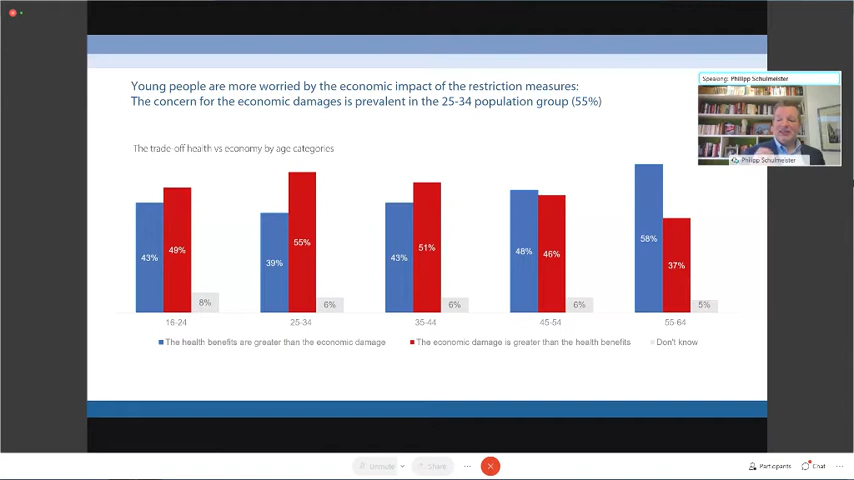 Young people are more worried by the economic impact of the restriction measures:
The concern for the economic damages is prevalent in the 25-34 population group (55%)
Speaking: Philipp Schulmeister
Philipp Schulmeister
The trade-off health vs economy by age categories
43% 49% 8%
39% 55% 6%
43% 51% 6%
48% 46% 6%
58% 37% 5%
16-24 25-34 35-44 45-54 55-64
The health benefits are greater than the economic damage The economic damage is greater than the health benefits Don't know
Unmute Share Participants Chat